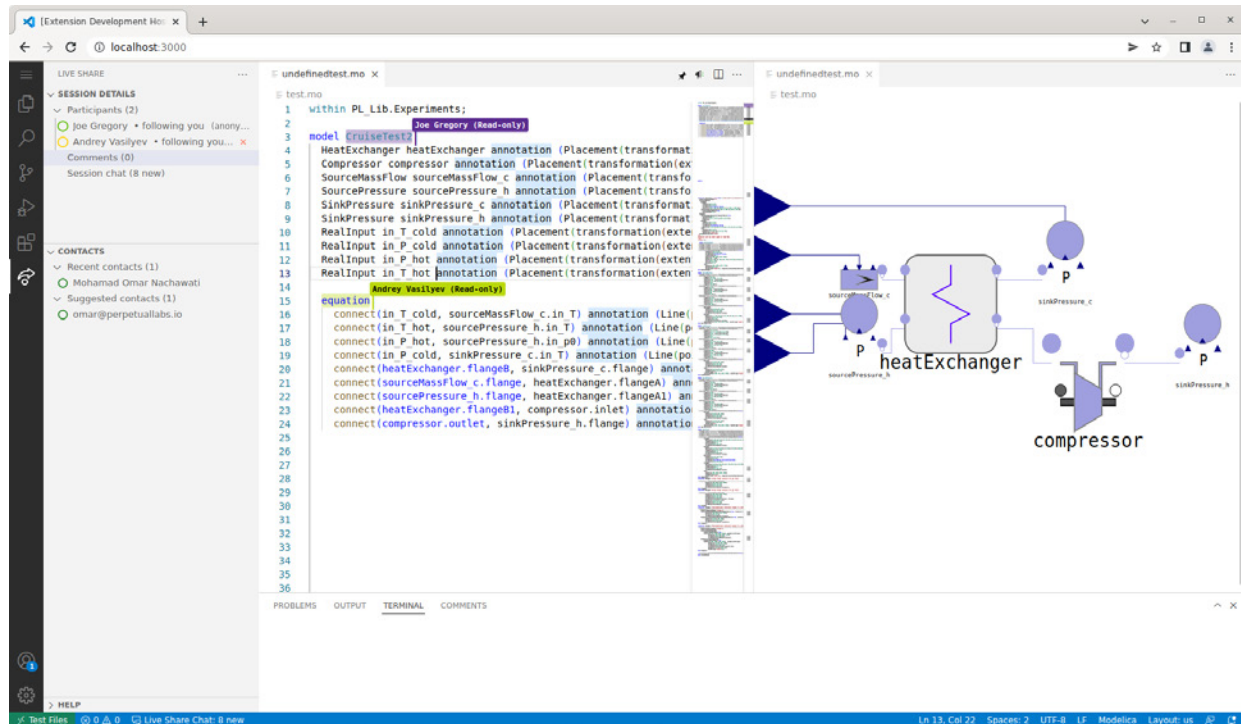 [Extension Development Hos
localhost:3000
LIVE SHARE
SESSION DETAILS
Participants (2)
Joe Gregory • following you (anony...
Andrey Vasilyev • following you...
Comments (0)
Session chat (8 new)
CONTACTS
Recent contacts (1)
Mohamad Omar Nachawati
Suggested contacts (1)
omar@perpetuallabs.io
HELP
undefinedtest.mo
test.mo
1 within PL_Lib.Experiments;
2
Joe Gregory (Read-only)
3 model CruiseTest2
4 HeatExchanger heatExchanger annotation (Placement(transformat
5 Compressor compressor annotation (Placement(transformation(ex
6 SourceMassFlow sourceMassFlow_c annotation (Placement(transfo
7 SourcePressure sourcePressure_h annotation (Placement(transfo
8 SinkPressure sinkPressure_c annotation (Placement(transformat
9 SinkPressure sinkPressure_h annotation (Placement(transformat
10 RealInput in_T_cold annotation (Placement(transformation(exte
11 RealInput in_P_cold annotation (Placement(transformation(exte
12 RealInput in_P_hot annotation (Placement(transformation(exten
13 RealInput in_T_hot annotation (Placement(transformation(exten
14
Andrey Vasilyev (Read-only)
15 equation
16 connect(in_T_cold, sourceMassFlow_c.in_T) annotation (Line(
17 connect(in_T_hot, sourcePressure_h.in_T) annotation (Line(p
18 connect(in_P_hot, sourcePressure_h.in_p0) annotation (Line(
19 connect(in_P_cold, sinkPressure_c.in_T) annotation (Line(po
20 connect(heatExchanger.flangeB, sinkPressure_c.flange) annot
21 connect(sourceMassFlow_c.flange, heatExchanger.flangeA) ann
22 connect(sourcePressure_h.flange, heatExchanger.flangeA1) an
23 connect(heatExchanger.flangeB1, compressor.inlet) annotatio
24 connect(compressor.outlet, sinkPressure_h.flange) annotatio
25
26
27
28
29
30
31
32
33
34
35
36
undefinedtest.mo
test.mo
P
sinkPressure_c
sourceMassFlow_c
P
heatExchanger
sourcePressure_h
P
sinkPressure_h
compressor
PROBLEMS OUTPUT TERMINAL COMMENTS
1
Test Files 0 0 Live Share Chat: 8 new
Ln 13, Col 22 Spaces: 2 UTF-8 LF Modelica Layout: us